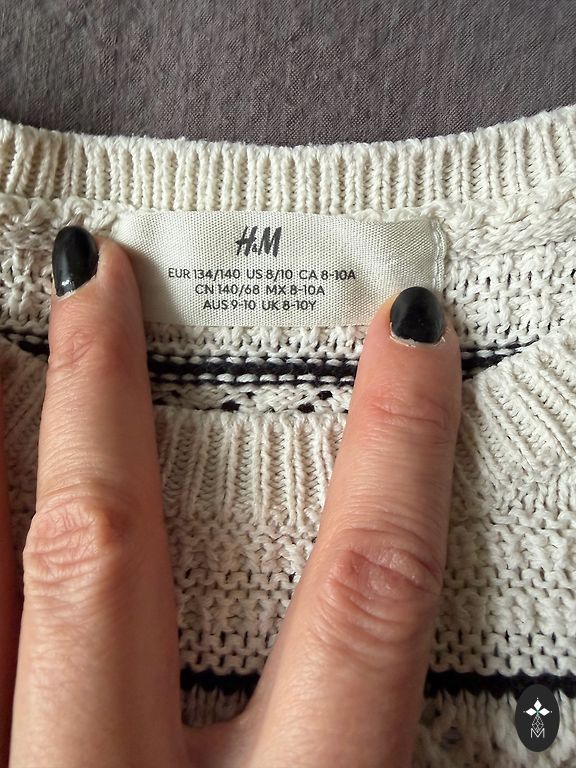 H&M
EUR 134/140 US 8/10 CA 8-10A
CN 140/68 MX 8-10A
AUS 9-10 UK 8-10Y
M